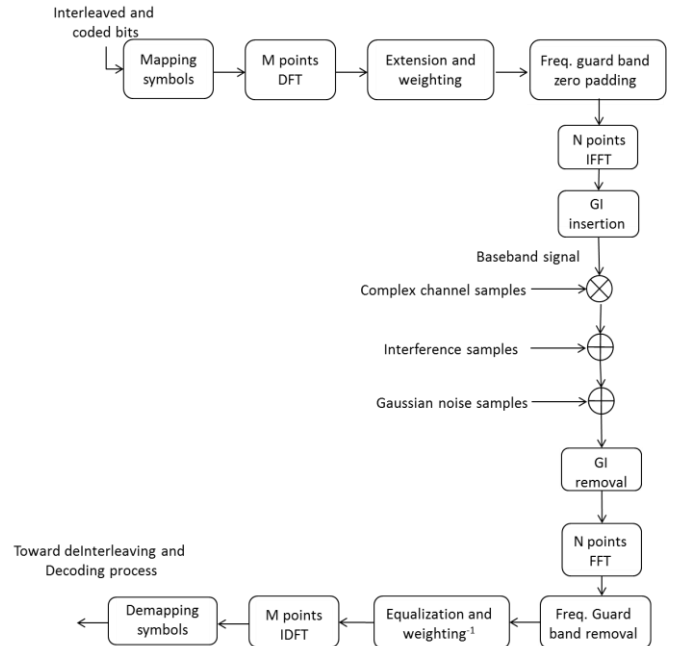 Interleaved and
coded bits
Mapping
symbols
M points
DFT
Extension and
weighting
Freq. guard band
zero padding
N points
IFFT
GI
insertion
Baseband signal
Complex channel samples
Interference samples
Gaussian noise samples
GI
removal
N points
FFT
Freq. Guard
band removal
Equalization and
weighting-1
M points
IDFT
Demapping
symbols
Toward deInterleaving and
Decoding process